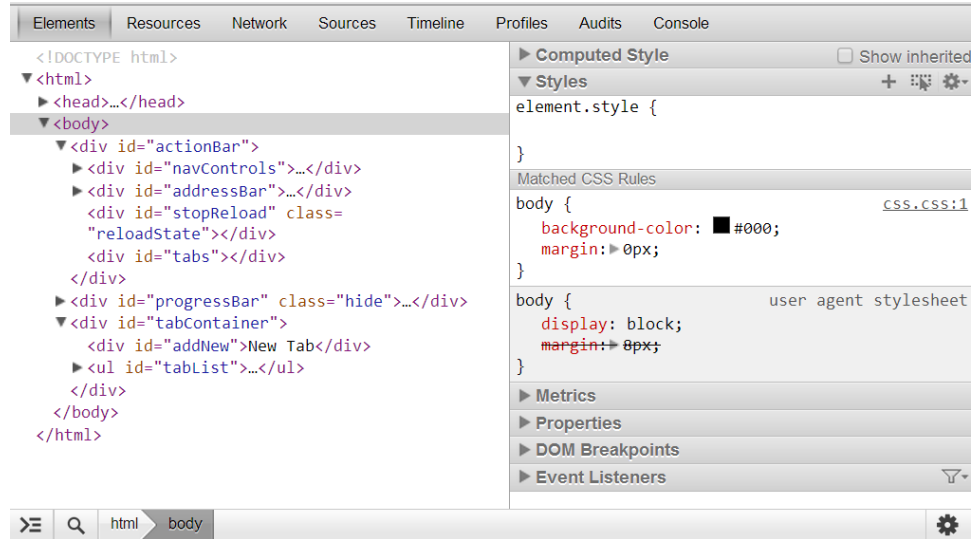 Elements Resources Network Sources Timeline Profiles Audits Console
<!DOCTYPE html>
<html>
<head>…</head>
<body>
<div id="actionBar">
<div id="navControls">…</div>
<div id="addressBar">…</div>
<div id="stopReload" class=
"reloadState"></div>
<div id="tabs"></div>
</div>
<div id="progressBar" class="hide">…</div>
<div id="tabContainer">
<div id="addNew">New Tab</div>
<ul id="tabList">…</ul>
</div>
</body>
</html>
Computed Style Show inherited
Styles
element.style {
}
Matched CSS Rules
body { css.css:1
background-color: #000;
margin: 0px;
}
body { user agent stylesheet
display: block;
margin: 8px;
}
Metrics
Properties
DOM Breakpoints
Event Listeners
html body